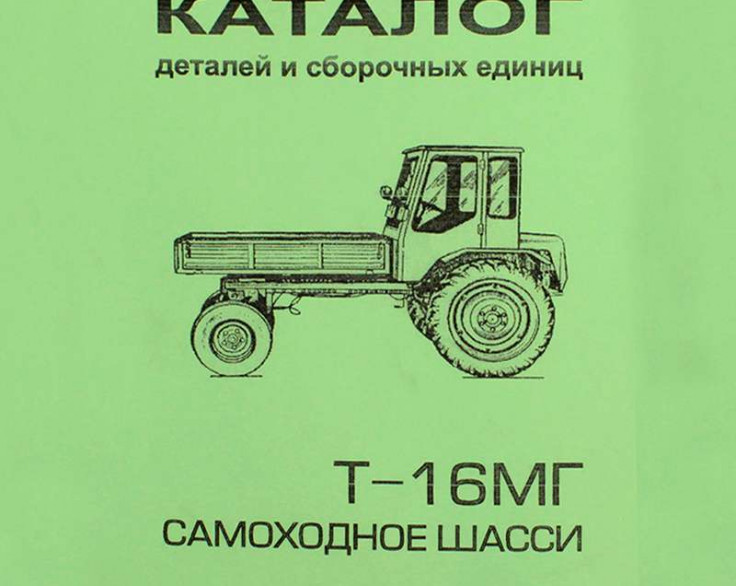 КАТАЛОГ
деталей и сборочных единиц
Т-16МГ
САМОХОДНОЕ ШАССИ